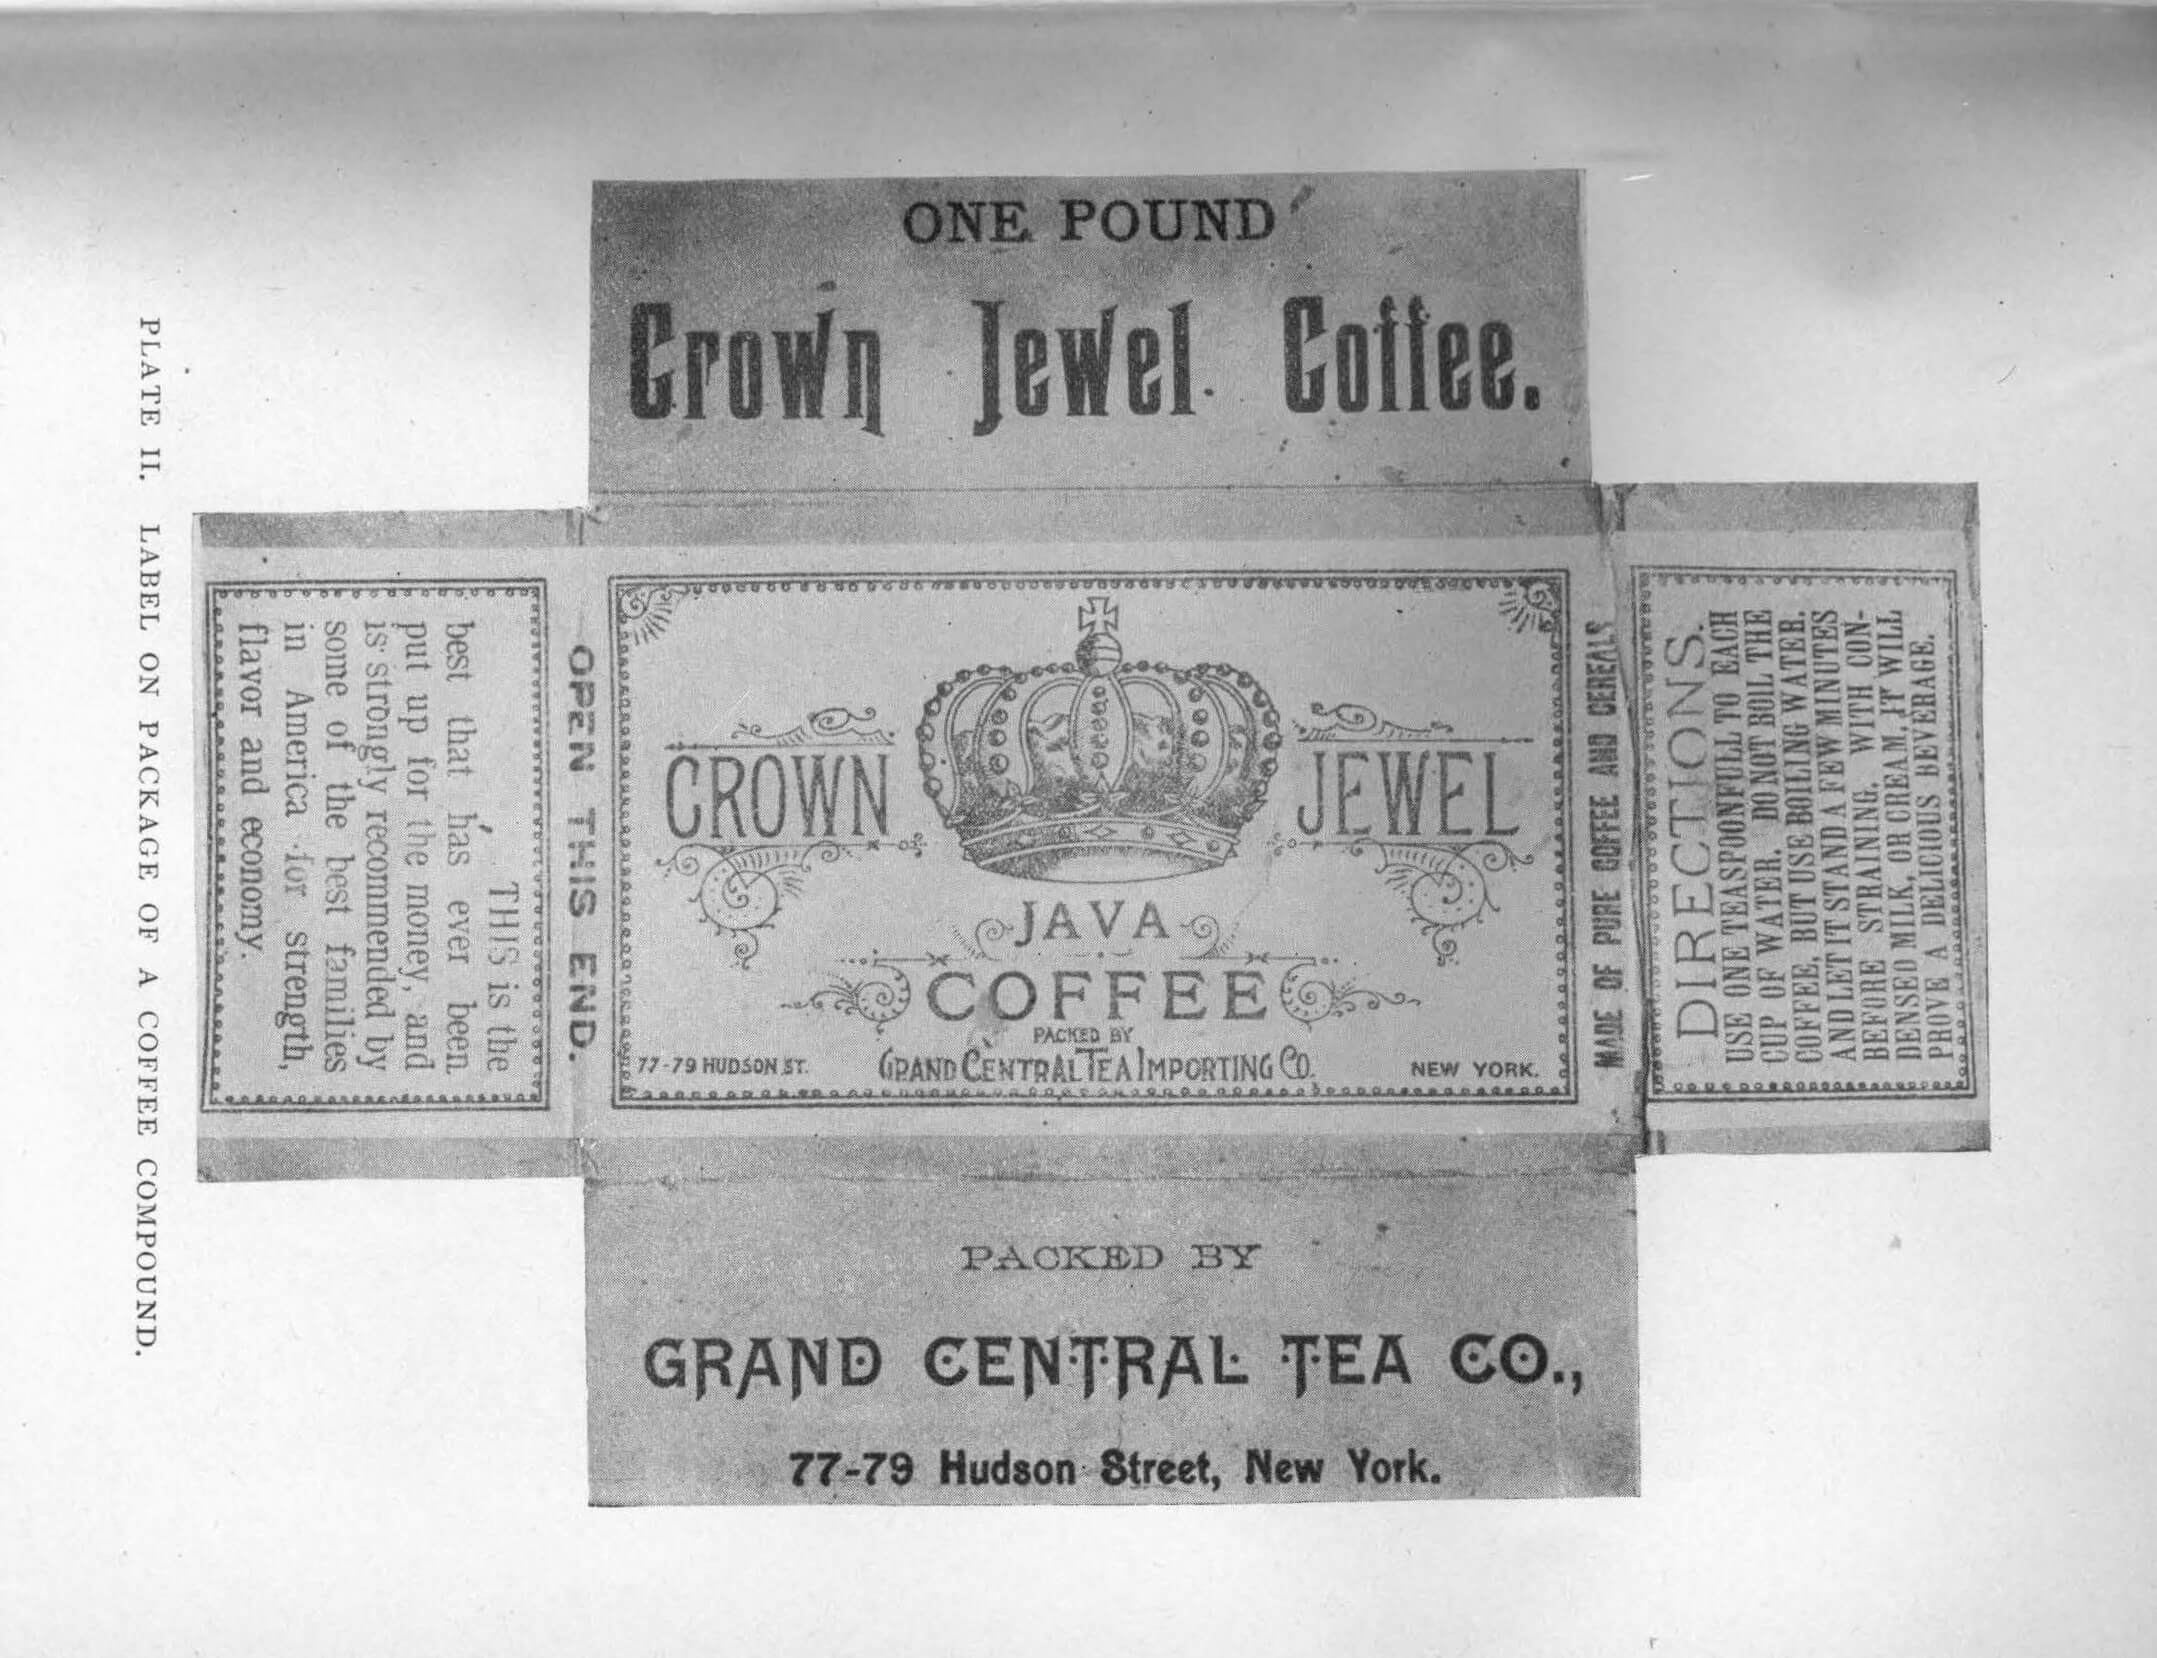 ONE POUND
Crown Jewel Coffee.
CROWN JEWEL
JAVA
COFFEE
PACKED BY
77-79 HUDSON ST. GRAND CENTRAL TEA IMPORTING CO. NEW YORK.
OPEN THIS END.
THIS is the
best that has ever been
put up for the money, and
is strongly recommended by
some of the best families
in America for strength,
flavor and economy.
MADE OF PURE COFFEE AND CEREALS
DIRECTIONS.
USE ONE TEASPOONFULL TO EACH
CUP OF WATER. DO NOT BOIL THE
COFFEE, BUT USE BOILING WATER.
AND LET IT STAND A FEW MINUTES
BEFORE STRAINING. WITH CON-
DENSED MILK, OR CREAM, IT WILL
PROVE A DELICIOUS BEVERAGE.
PACKED BY
GRAND CENTRAL TEA CO.,
77-79 Hudson Street, New York.
PLATE II. LABEL ON PACKAGE OF A COFFEE COMPOUND.